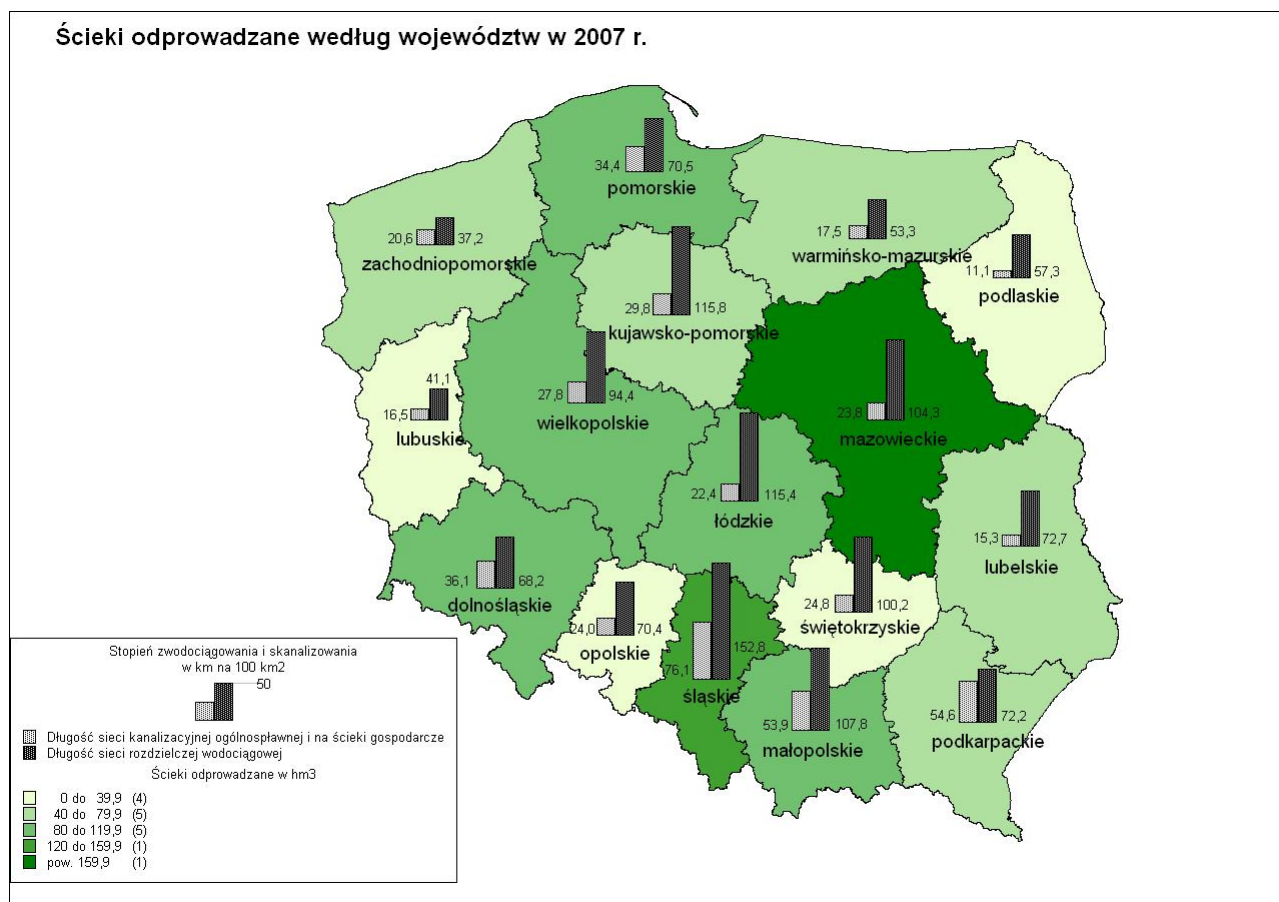 Ścieki odprowadzane według województw w 2007 r.
34,4 70,5
pomorskie
20,6 37,2
zachodniopomorskie
17,5 53,3
warmińsko-mazurskie
11,1 57,3
podlaskie
29,8 115,8
kujawsko-pomorskie
41,1
16,5
lubuskie
27,8 94,4
wielkopolskie
23,8 104,3
mazowieckie
22,4 115,4
łódzkie
15,3 72,7
lubelskie
36,1 68,2
dolnośląskie
24,0 70,4
opolskie
24,8 100,2
świętokrzyskie
152,8
76,1
śląskie
53,9 107,8
małopolskie
54,6 72,2
podkarpackie
Stopień zwodociągowania i skanalizowania
w km na 100 km2
50
Długość sieci kanalizacyjnej ogólnospławnej i na ścieki gospodarcze
Długość sieci rozdzielczej wodociągowej
Ścieki odprowadzane w hm3
0 do 39,9 (4)
40 do 79,9 (5)
80 do 119,9 (5)
120 do 159,9 (1)
pow. 159,9 (1)